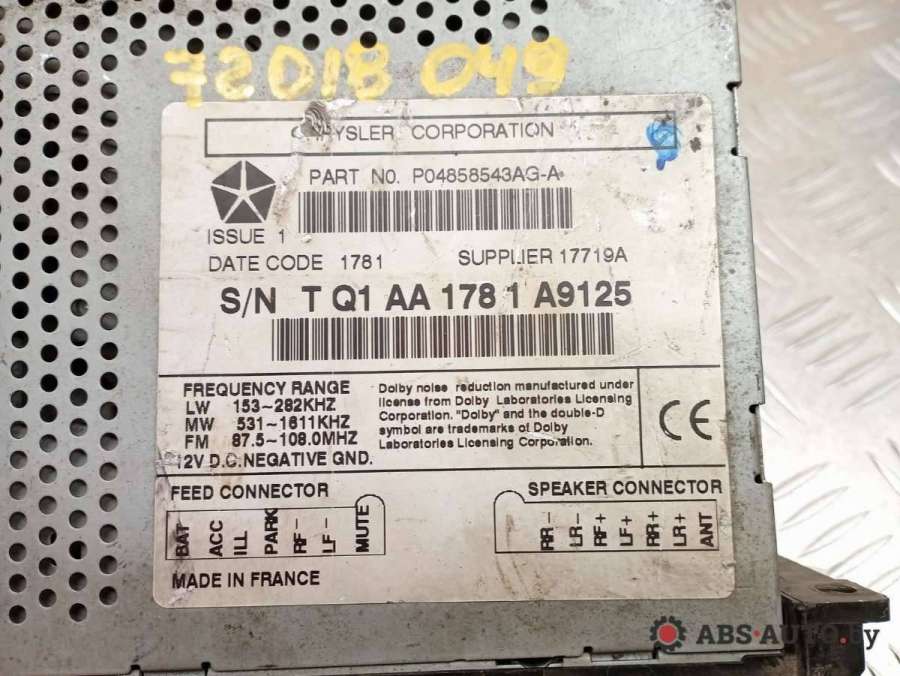 72018 049
CHRYSLER CORPORATION
PART NO. P04858543AG-A
ISSUE 1
DATE CODE 1781 SUPPLIER 17719A
S/N T Q1 AA 178 1 A9125
FREQUENCY RANGE
LW 153~282KHZ
MW 531~1611KHZ
FM 87.5~108.0MHZ
12V D.C. NEGATIVE GND.
Dolby noise reduction manufactured under
license from Dolby Laboratories Licensing
Corporation. "Dolby" and the double-D
symbol are trademarks of Dolby
Laboratories Licensing Corporation.
CE
FEED CONNECTOR
BAT ACC ILL PARK RF- LF- MUTE
SPEAKER CONNECTOR
RR- LR- RF+ LF+ RR+ LR+ ANT
MADE IN FRANCE
ABS-AUTO.by